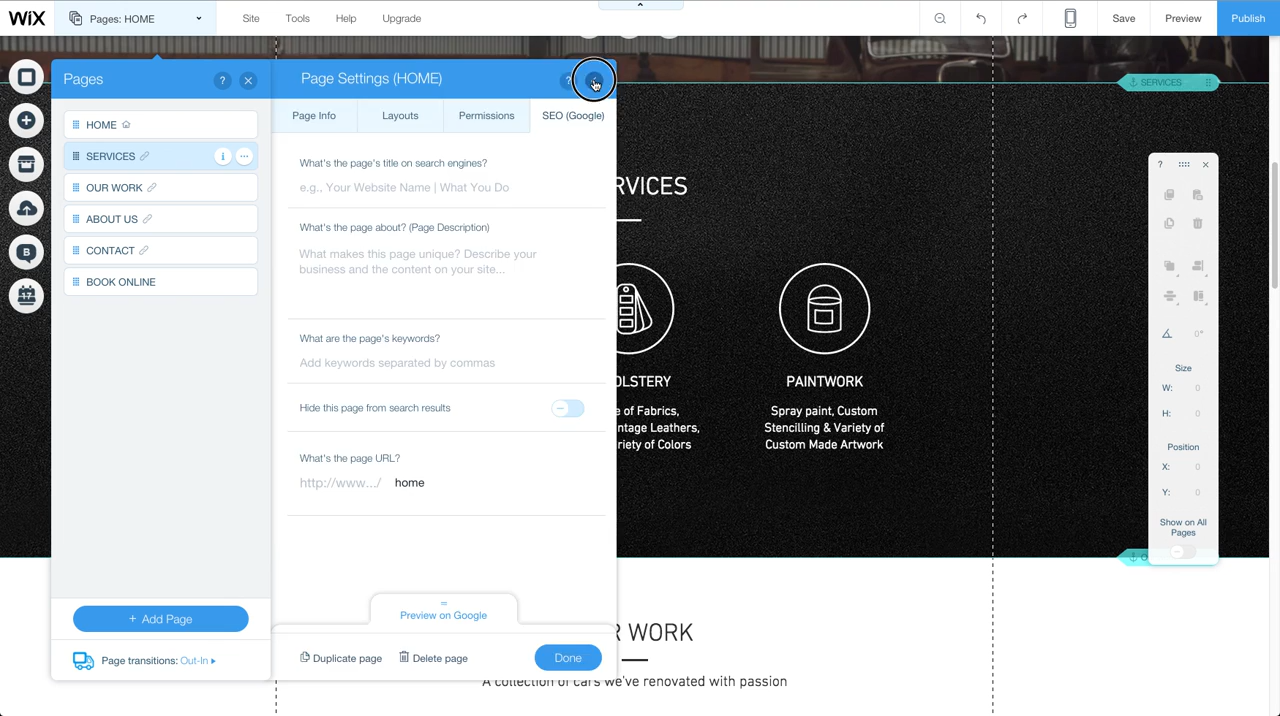 WiX
Pages: HOME
Site
Tools
Help
Upgrade
Save
Preview
Publish
Pages
?
Page Settings (HOME)
?
HOME
SERVICES
OUR WORK
ABOUT US
CONTACT
BOOK ONLINE
+ Add Page
Page transitions: Out-In
Page Info
Layouts
Permissions
SEO (Google)
What's the page's title on search engines?
e.g., Your Website Name | What You Do
What's the page about? (Page Description)
What makes this page unique? Describe your
business and the content on your site...
What are the page's keywords?
Add keywords separated by commas
Hide this page from search results
What's the page URL?
http://www.../ home
Preview on Google
Duplicate page
Delete page
Done
SERVICES
RVICES
OLSTERY
e of Fabrics,
ntage Leathers,
riety of Colors
PAINTWORK
Spray paint, Custom
Stencilling & Variety of
Custom Made Artwork
R WORK
A collection of cars we've renovated with passion
?
0°
Size
W: 0
H: 0
Position
X: 0
Y: 0
Show on All
Pages